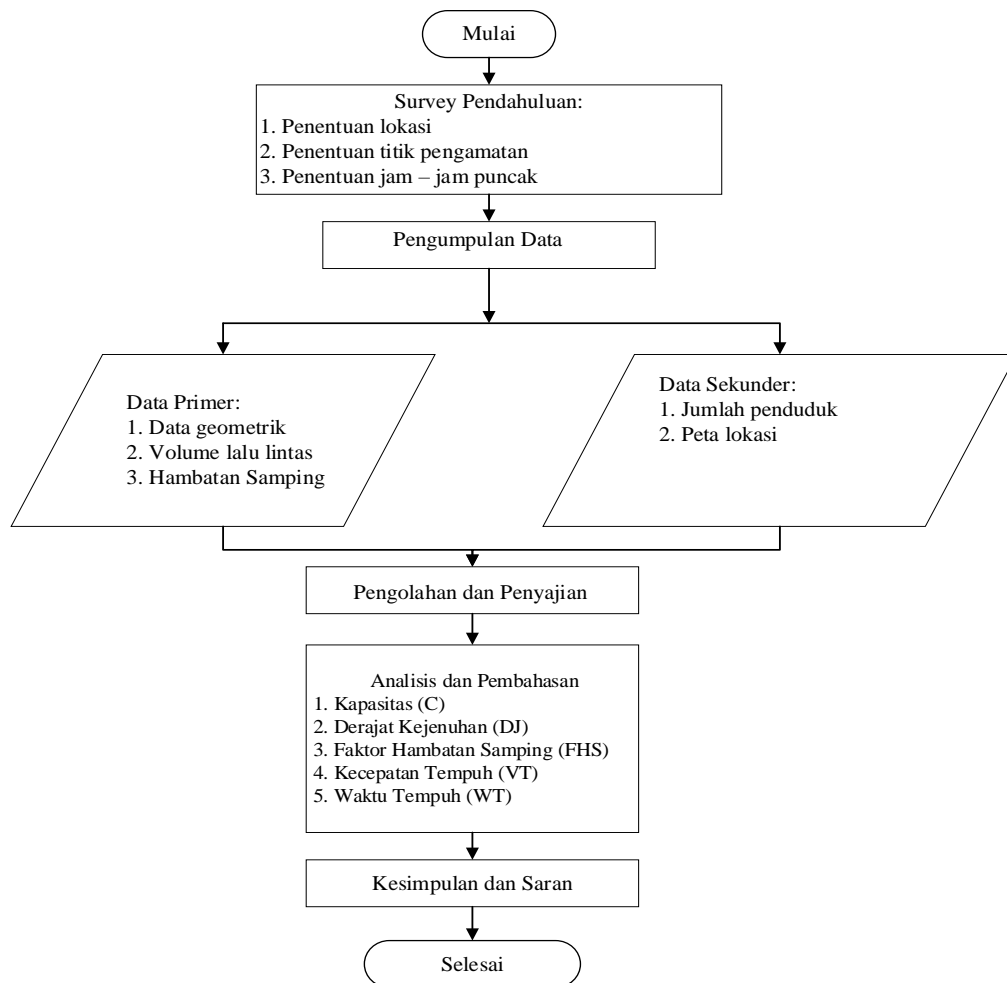 Mulai
Survey Pendahuluan:
1. Penentuan lokasi
2. Penentuan titik pengamatan
3. Penentuan jam – jam puncak
Pengumpulan Data
Data Primer:
1. Data geometrik
2. Volume lalu lintas
3. Hambatan Samping
Data Sekunder:
1. Jumlah penduduk
2. Peta lokasi
Pengolahan dan Penyajian
Analisis dan Pembahasan
1. Kapasitas (C)
2. Derajat Kejenuhan (DJ)
3. Faktor Hambatan Samping (FHS)
4. Kecepatan Tempuh (VT)
5. Waktu Tempuh (WT)
Kesimpulan dan Saran
Selesai